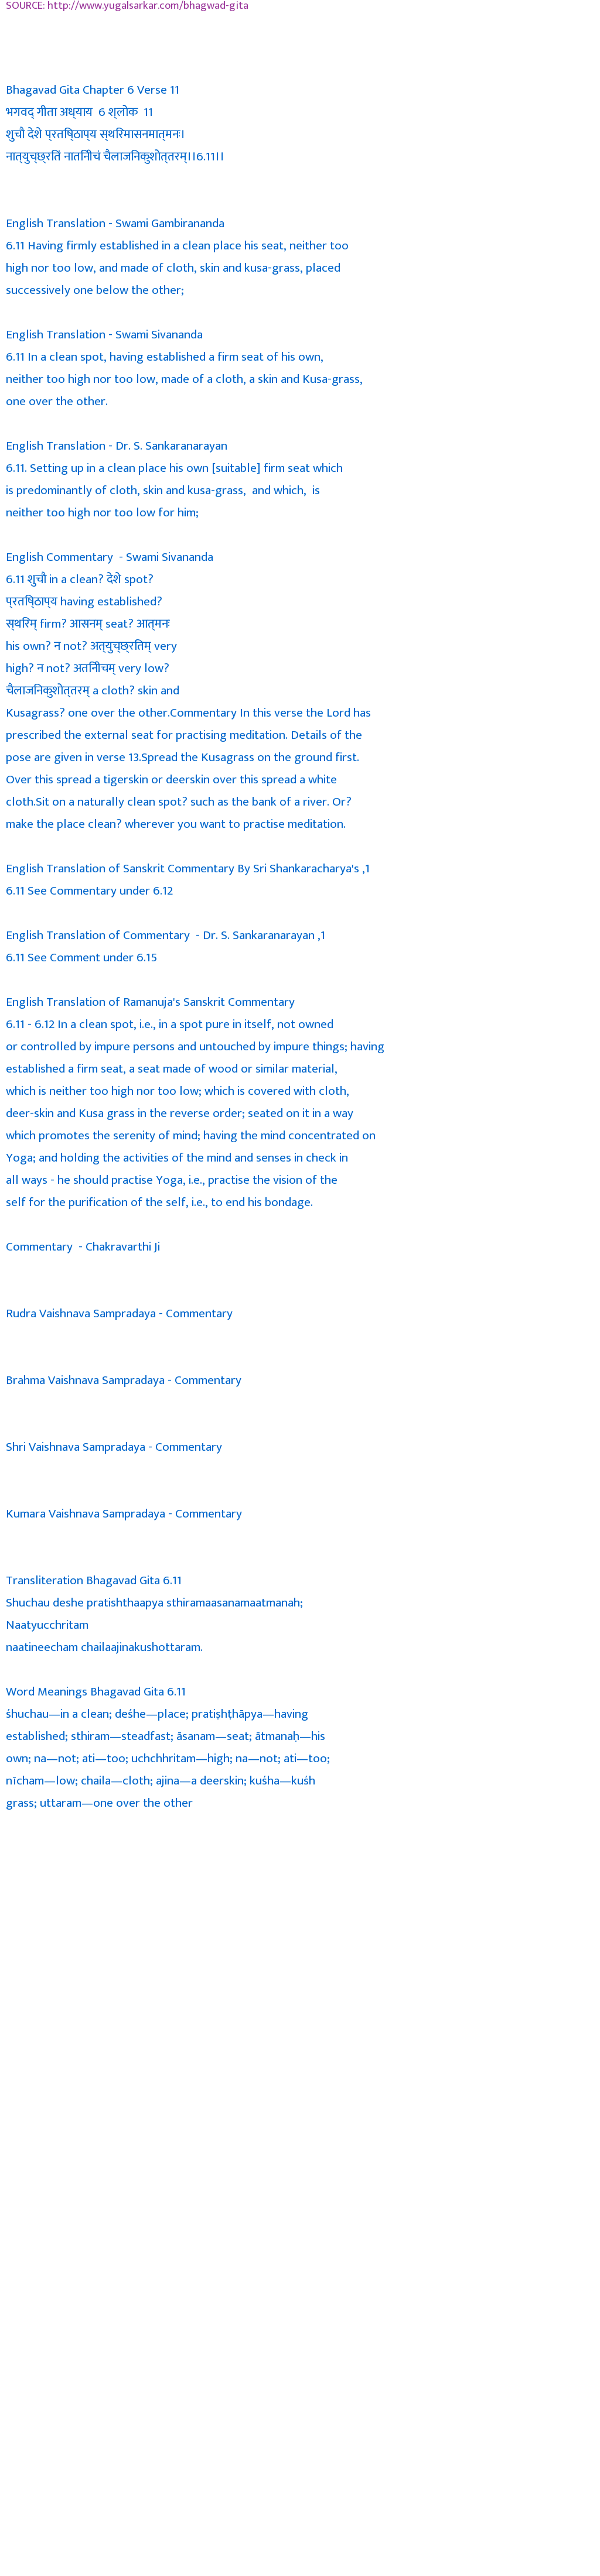 SOURCE: http://www.yugalsarkar.com/bhagwad-gita
Bhagavad Gita Chapter 6 Verse 11
भगवद् गीता अध्याय 6 श्लोक 11
शुचौ देशे प्रतिष्ठाप्य स्थिरमासनमात्मनः।
नात्युच्छ्रितं नातिनीचं चैलाजिनकुशोत्तरम्।।6.11।।
English Translation - Swami Gambirananda
6.11 Having firmly established in a clean place his seat, neither too
high nor too low, and made of cloth, skin and kusa-grass, placed
successively one below the other;
English Translation - Swami Sivananda
6.11 In a clean spot, having established a firm seat of his own,
neither too high nor too low, made of a cloth, a skin and Kusa-grass,
one over the other.
English Translation - Dr. S. Sankaranarayan
6.11. Setting up in a clean place his own [suitable] firm seat which
is predominantly of cloth, skin and kusa-grass, and which, is
neither too high nor too low for him;
English Commentary - Swami Sivananda
6.11 शुचौ in a clean? देशे spot?
प्रतिष्ठाप्य having established?
स्थिरम् firm? आसनम् seat? आत्मनः
his own? न not? अत्युच्छ्रितम् very
high? न not? अतिनीचम् very low?
चैलाजिनकुशोत्तरम् a cloth? skin and
Kusagrass? one over the other.Commentary In this verse the Lord has
prescribed the external seat for practising meditation. Details of the
pose are given in verse 13.Spread the Kusagrass on the ground first.
Over this spread a tigerskin or deerskin over this spread a white
cloth.Sit on a naturally clean spot? such as the bank of a river. Or?
make the place clean? wherever you want to practise meditation.
English Translation of Sanskrit Commentary By Sri Shankaracharya's ,1
6.11 See Commentary under 6.12
English Translation of Commentary - Dr. S. Sankaranarayan ,1
6.11 See Comment under 6.15
English Translation of Ramanuja's Sanskrit Commentary
6.11 - 6.12 In a clean spot, i.e., in a spot pure in itself, not owned
or controlled by impure persons and untouched by impure things; having
established a firm seat, a seat made of wood or similar material,
which is neither too high nor too low; which is covered with cloth,
deer-skin and Kusa grass in the reverse order; seated on it in a way
which promotes the serenity of mind; having the mind concentrated on
Yoga; and holding the activities of the mind and senses in check in
all ways - he should practise Yoga, i.e., practise the vision of the
self for the purification of the self, i.e., to end his bondage.
Commentary - Chakravarthi Ji
Rudra Vaishnava Sampradaya - Commentary
Brahma Vaishnava Sampradaya - Commentary
Shri Vaishnava Sampradaya - Commentary
Kumara Vaishnava Sampradaya - Commentary
Transliteration Bhagavad Gita 6.11
Shuchau deshe pratishthaapya sthiramaasanamaatmanah;
Naatyucchritam
naatineecham chailaajinakushottaram.
Word Meanings Bhagavad Gita 6.11
śhuchau—in a clean; deśhe—place; pratiṣhṭhāpya—having
established; sthiram—steadfast; āsanam—seat; ātmanaḥ—his
own; na—not; ati—too; uchchhritam—high; na—not; ati—too;
nīcham—low; chaila—cloth; ajina—a deerskin; kuśha—kuśh
grass; uttaram—one over the other